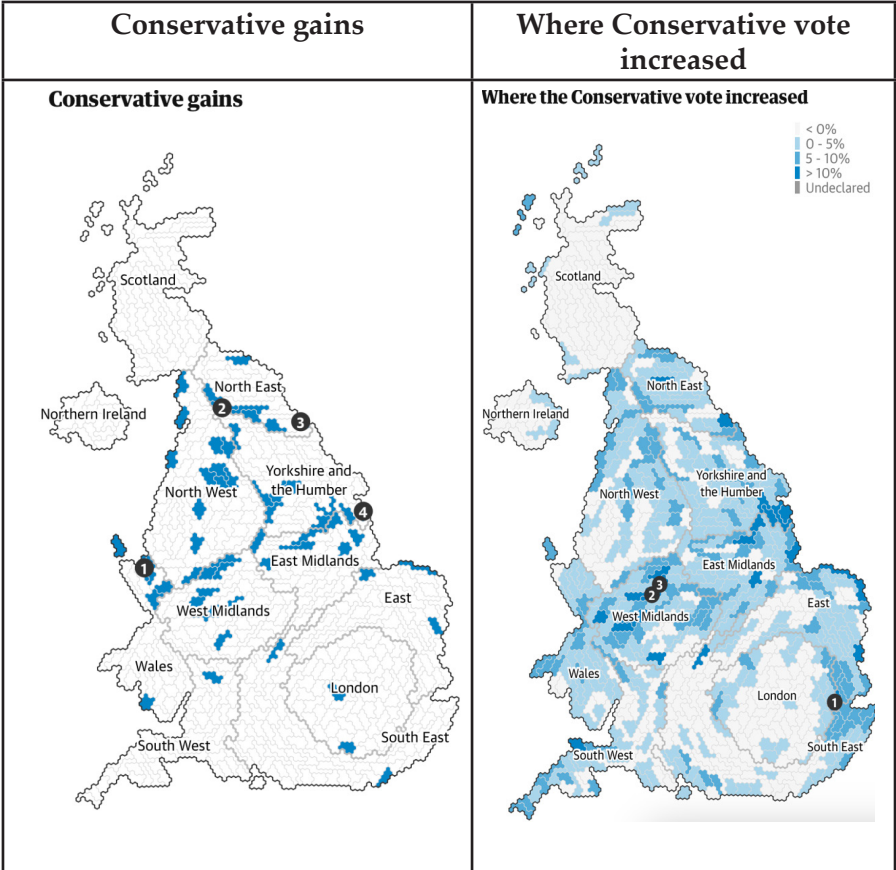 Conservative gains
Where Conservative vote
increased
Conservative gains
Scotland
Northern Ireland
North East
2
3
Yorkshire and
the Humber
North West
4
1
East Midlands
East
West Midlands
Wales
London
South East
South West
Where the Conservative vote increased
< 0%
0 - 5%
5 - 10%
> 10%
Undeclared
Scotland
North East
Northern Ireland
Yorkshire and
the Humber
North West
East Midlands
3
2
East
West Midlands
Wales
London
1
South East
South West